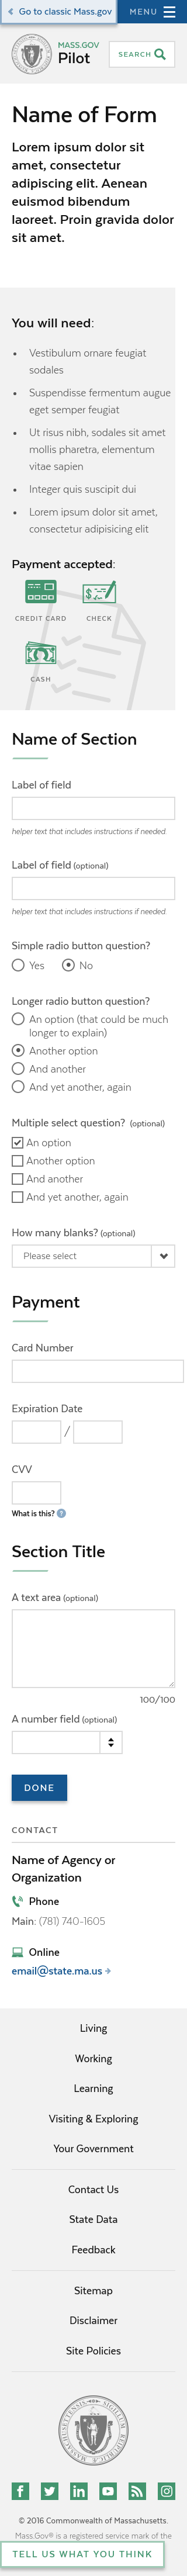 Go to classic Mass.gov
MENU
MASS.GOV
Pilot
SEARCH
Name of Form
Lorem ipsum dolor sit
amet, consectetur
adipiscing elit. Aenean
euismod bibendum
laoreet. Proin gravida dolor
sit amet.
You will need:
• Vestibulum ornare feugiat
sodales
• Suspendisse fermentum augue
eget semper feugiat
• Ut risus nibh, sodales sit amet
mollis pharetra, elementum
vitae sapien
• Integer quis suscipit dui
• Lorem ipsum dolor sit amet,
consectetur adipiscing elit
Payment accepted:
CREDIT CARD
CHECK
CASH
Name of Section
Label of field
helper text that includes instructions if needed.
Label of field (optional)
helper text that includes instructions if needed.
Simple radio button question?
Yes
No
Longer radio button question?
An option (that could be much
longer to explain)
Another option
And another
And yet another, again
Multiple select question? (optional)
An option
Another option
And another
And yet another, again
How many blanks? (optional)
Please select
Payment
Card Number
Expiration Date
/
CVV
What is this? ?
Section Title
A text area (optional)
100/100
A number field (optional)
DONE
CONTACT
Name of Agency or
Organization
Phone
Main: (781) 740-1605
Online
email@state.ma.us
Living
Working
Learning
Visiting & Exploring
Your Government
Contact Us
State Data
Feedback
Sitemap
Disclaimer
Site Policies
© 2016 Commonwealth of Massachusetts.
Mass.Gov® is a registered service mark of the
TELL US WHAT YOU THINK